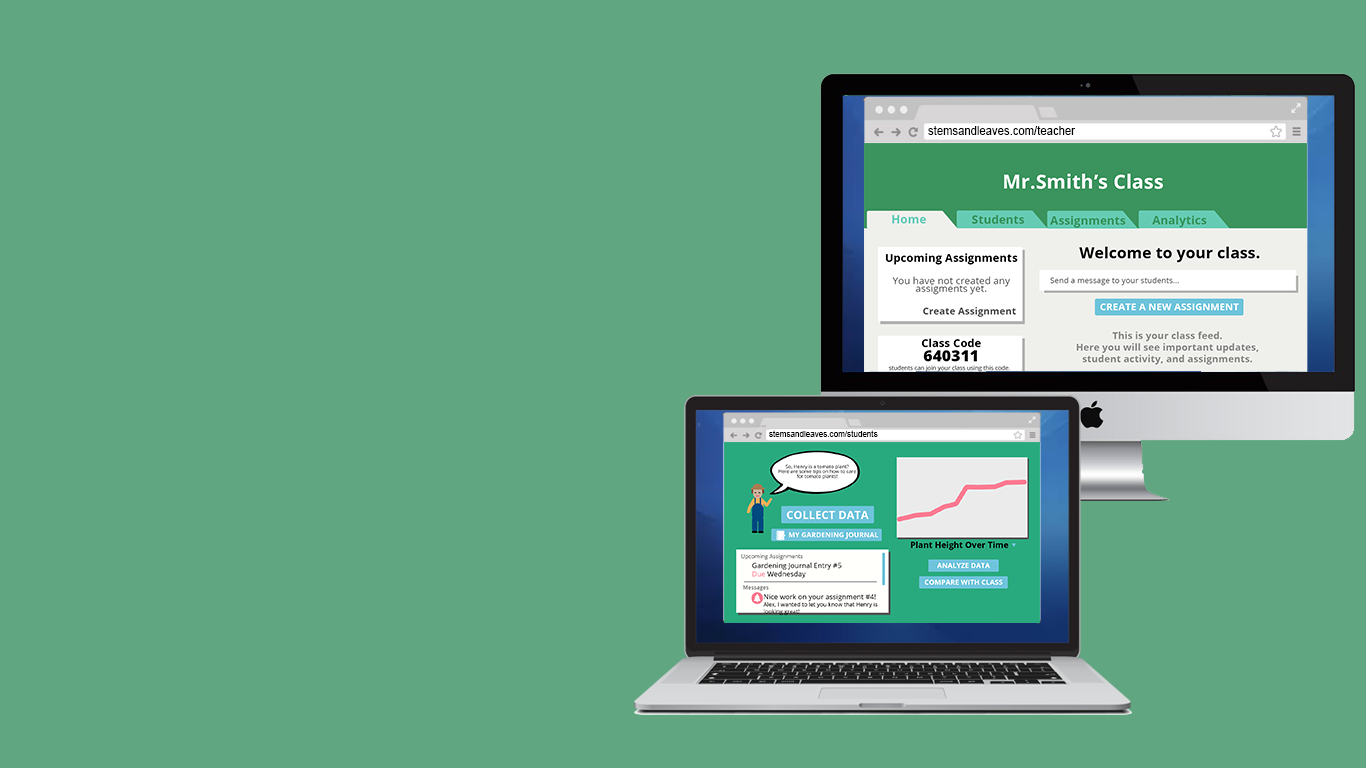 stemsandleaves.com/teacher
Mr.Smith's Class
Home
Students
Assignments
Analytics
Upcoming Assignments
You have not created any
assigments yet.
Create Assignment
Class Code
640311
students can join your class using this code.
Welcome to your class.
Send a message to your students...
CREATE A NEW ASSIGNMENT
This is your class feed.
Here you will see important updates,
student activity, and assignments.
stemsandleaves.com/students
So, Henry is a tomato plant?
Here are some tips on how to care
for tomato plants!
COLLECT DATA
MY GARDENING JOURNAL
Upcoming Assignments
Gardening Journal Entry #5
Due Wednesday
Messages
Nice work on your assignment #4!
Alex, I wanted to let you know that Henry is
looking great!
Plant Height Over Time
ANALYZE DATA
COMPARE WITH CLASS